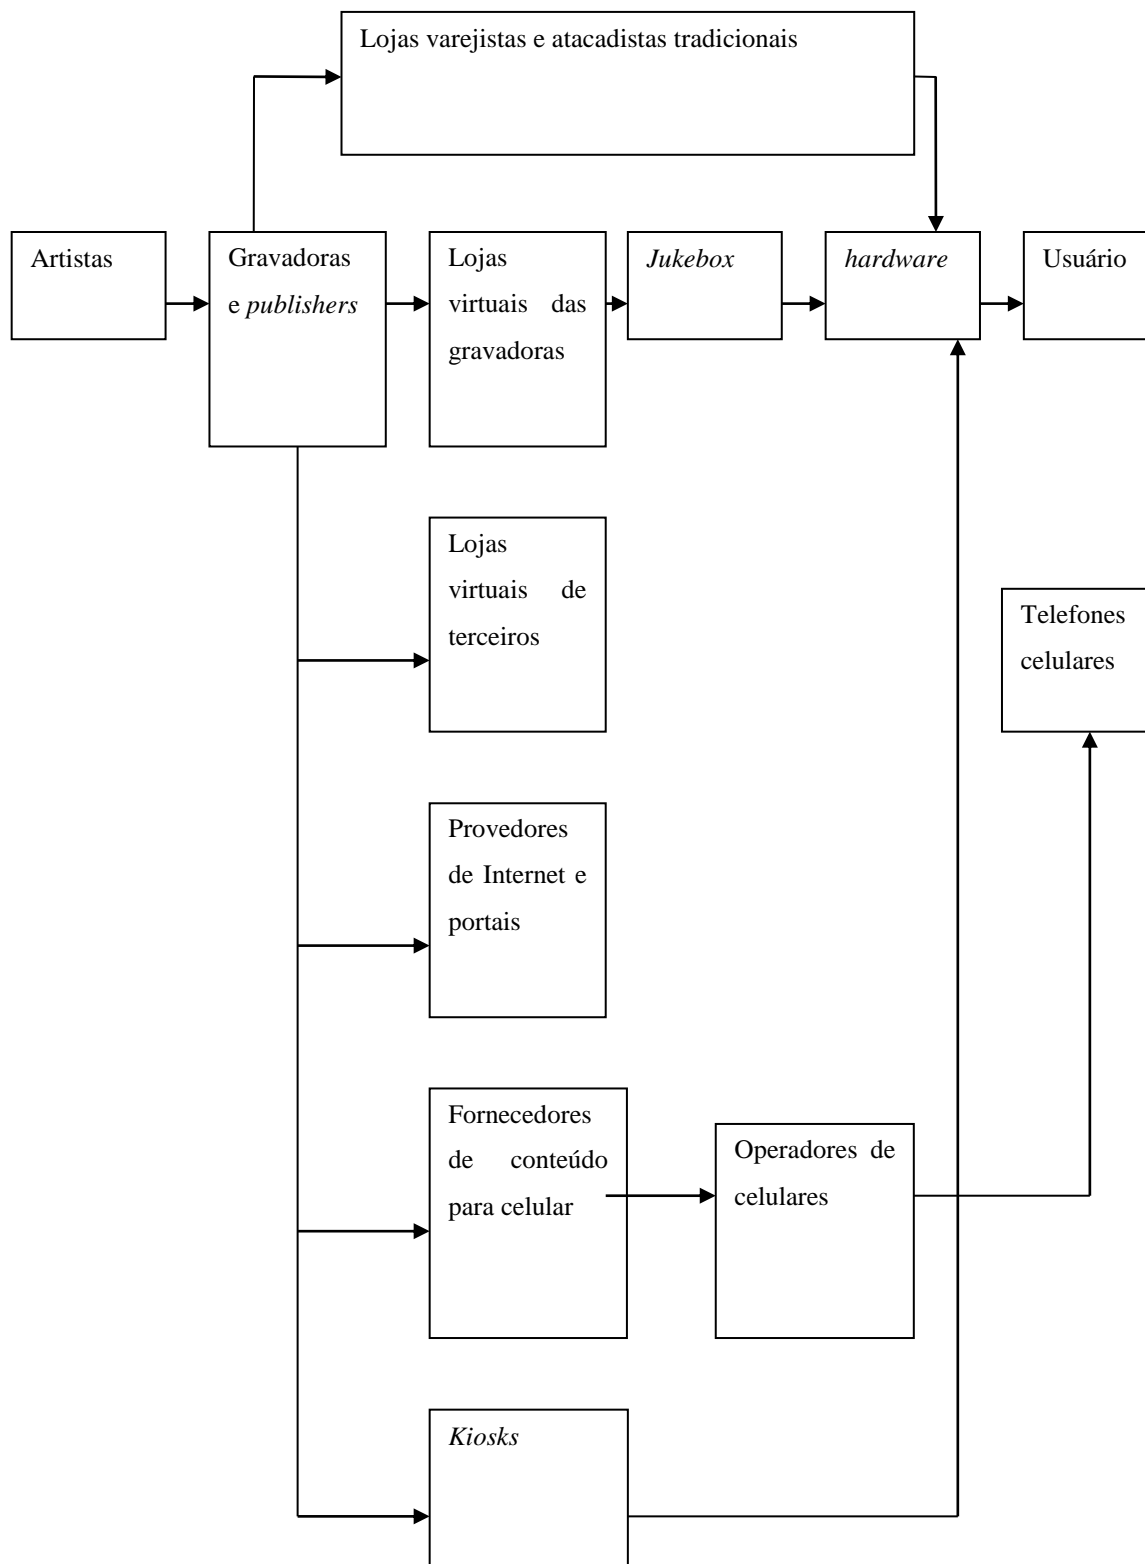 Lojas varejistas e atacadistas tradicionais
Artistas
Gravadoras
e publishers
Lojas
virtuais das
gravadoras
Jukebox
hardware
Usuário
Lojas
virtuais de
terceiros
Telefones
celulares
Provedores
de Internet e
portais
Fornecedores
de conteúdo
para celular
Operadores de
celulares
Kiosks